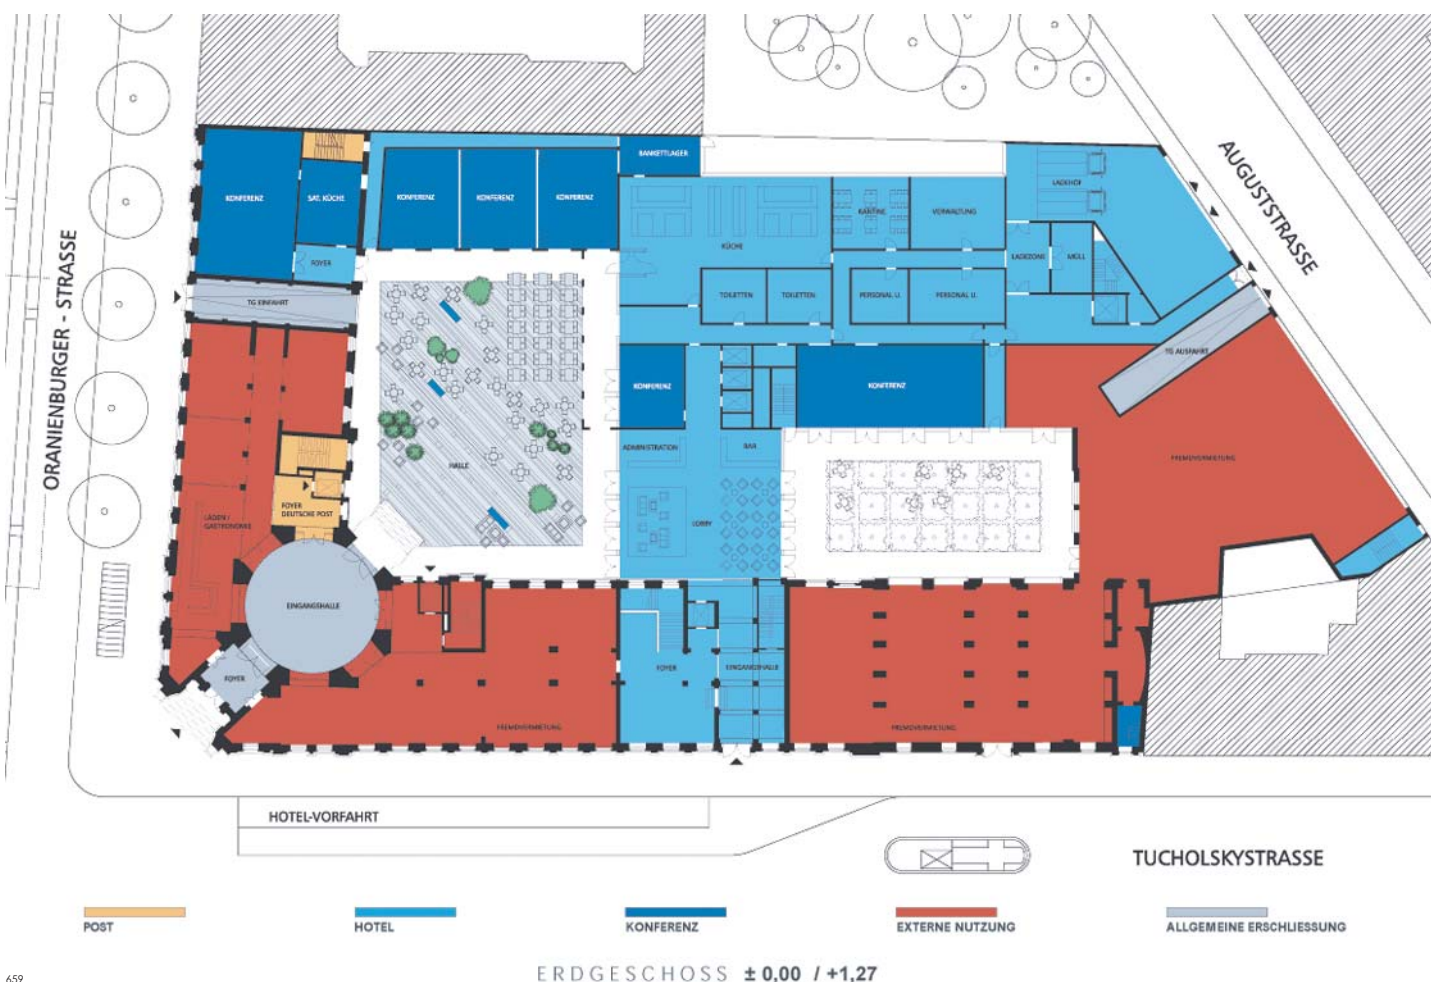 BANKETTLAGER
AUGUSTSTRASSE
LADEHOF
KONFERENZ
SAT. KÜCHE
KONFERENZ
KONFERENZ
KONFERENZ
KANTINE
VERWALTUNG
KÜCHE
FOYER
LADEZONE
MÜLL
ORANIENBURGER - STRASSE
TG EINFAHRT
TOILETTEN
TOILETTEN
PERSONAL U.
PERSONAL U.
TG AUSFAHRT
KONFERENZ
KONFERENZ
ADMINISTRATION
BAR
FREMDVERMIETUNG
HALLE
FOYER
DEUTSCHE POST
LÄDEN /
GASTRONOMIE
LOBBY
EINGANGSHALLE
FOYER
FOYER
EINGANGSHALLE
FREMDVERMIETUNG
FREMDVERMIETUNG
HOTEL-VORFAHRT
TUCHOLSKYSTRASSE
POST
HOTEL
KONFERENZ
EXTERNE NUTZUNG
ALLGEMEINE ERSCHLIESSUNG
ERDGESCHOSS ± 0,00 / +1,27
659